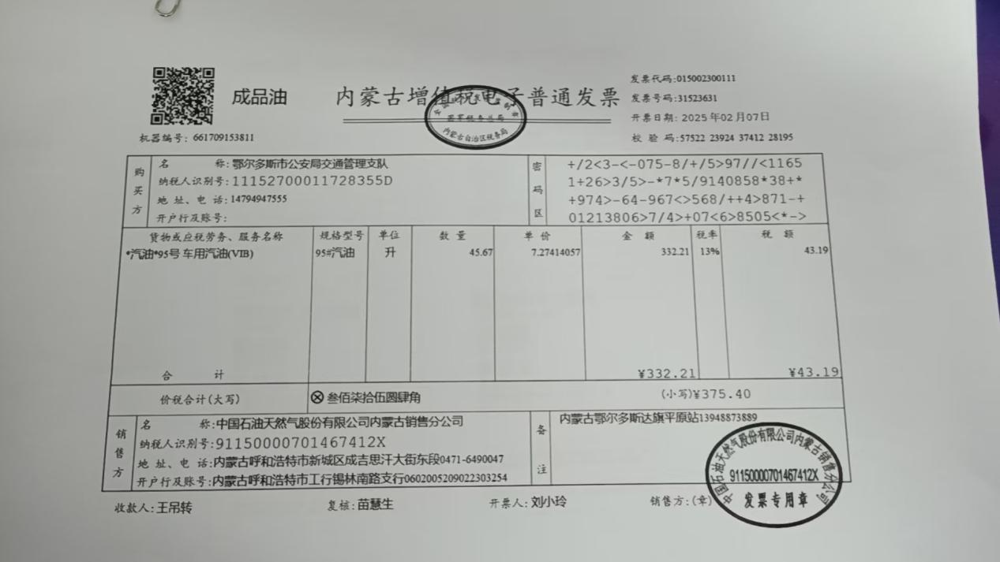 成品油
内蒙古增值税电子普通发票
国家税务总局
内蒙古自治区税务局
发票代码:015002300111
发票号码:31523631
开票日期: 2025年02月07日
校 验 码:57522 23924 37412 28195
机器编号: 661709153811
购买方
名 称: 鄂尔多斯市公安局交通管理支队
纳税人识别号: 11152700011728355D
地 址、电 话: 14794947555
开户行及账号:
密码区
+/2<3-<-075-8/+/5>97//<1165
1+26>3/5>-*7*5/9140858*38+*
+974>-64-967<>568/++4>871-+
01213806>7/4>+07<6>8505<*->
货物或应税劳务、服务名称 规格型号 单位 数 量 单 价 金 额 税率 税 额
*汽油*95号 车用汽油(VIB) 95#汽油 升 45.67 7.27414057 332.21 13% 43.19
合 计 ¥332.21 ¥43.19
价税合计(大写) ⊗ 叁佰柒拾伍圆肆角 (小写)¥375.40
销售方
名 称:中国石油天然气股份有限公司内蒙古销售分公司
纳税人识别号:91150000701467412X
地 址、电 话:内蒙古呼和浩特市新城区成吉思汗大街东段0471-6490047
开户行及账号:内蒙古呼和浩特市工行锡林南路支行0602005209022303254
备注
内蒙古鄂尔多斯达旗平原站13948873889
中国石油天然气股份有限公司内蒙古销售分公司
91150000701467412X
发票专用章
收款人:王吊转 复核:苗慧生 开票人:刘小玲 销售方:(章)